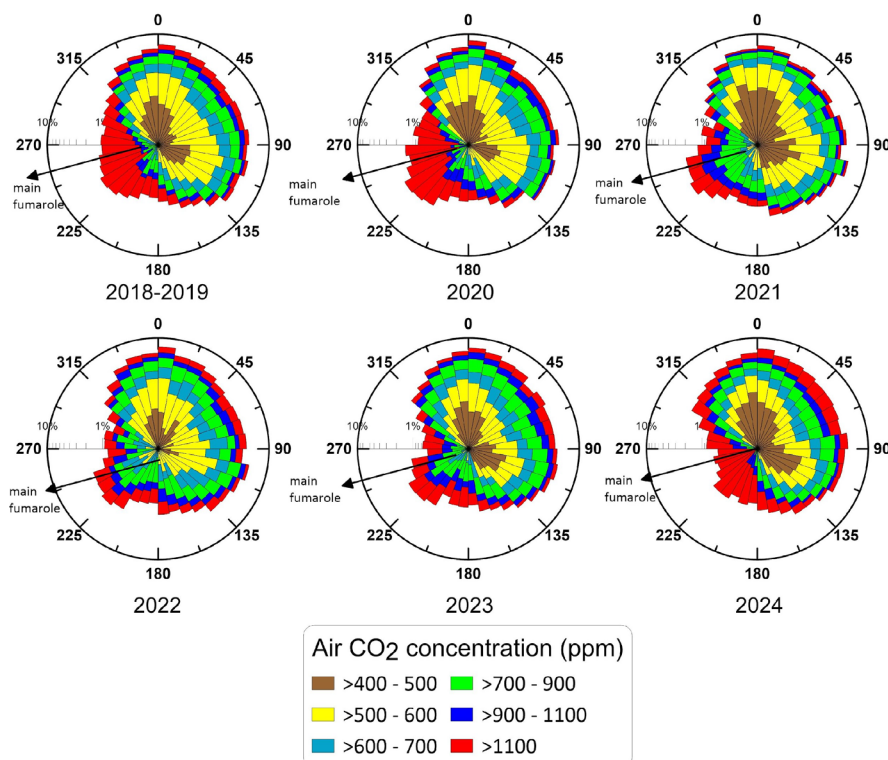 0 0 0
315 45 315 45 315 45
10% 1% 10% 1% 10% 1%
270 90 270 90 270 90
main main main
fumarole fumarole fumarole
225 135 225 135 225 135
180 180 180
2018-2019 2020 2021
0 0 0
315 45 315 45 315 45
10% 1% 10% 1% 10% 1
270 90 270 90 270 90
main main main
fumarole fumarole fumarole
225 135 225 135 225 135
180 180 180
2022 2023 2024
Air CO2 concentration (ppm)
>400 - 500 >700 - 900
>500 - 600 >900 - 1100
>600 - 700 >1100